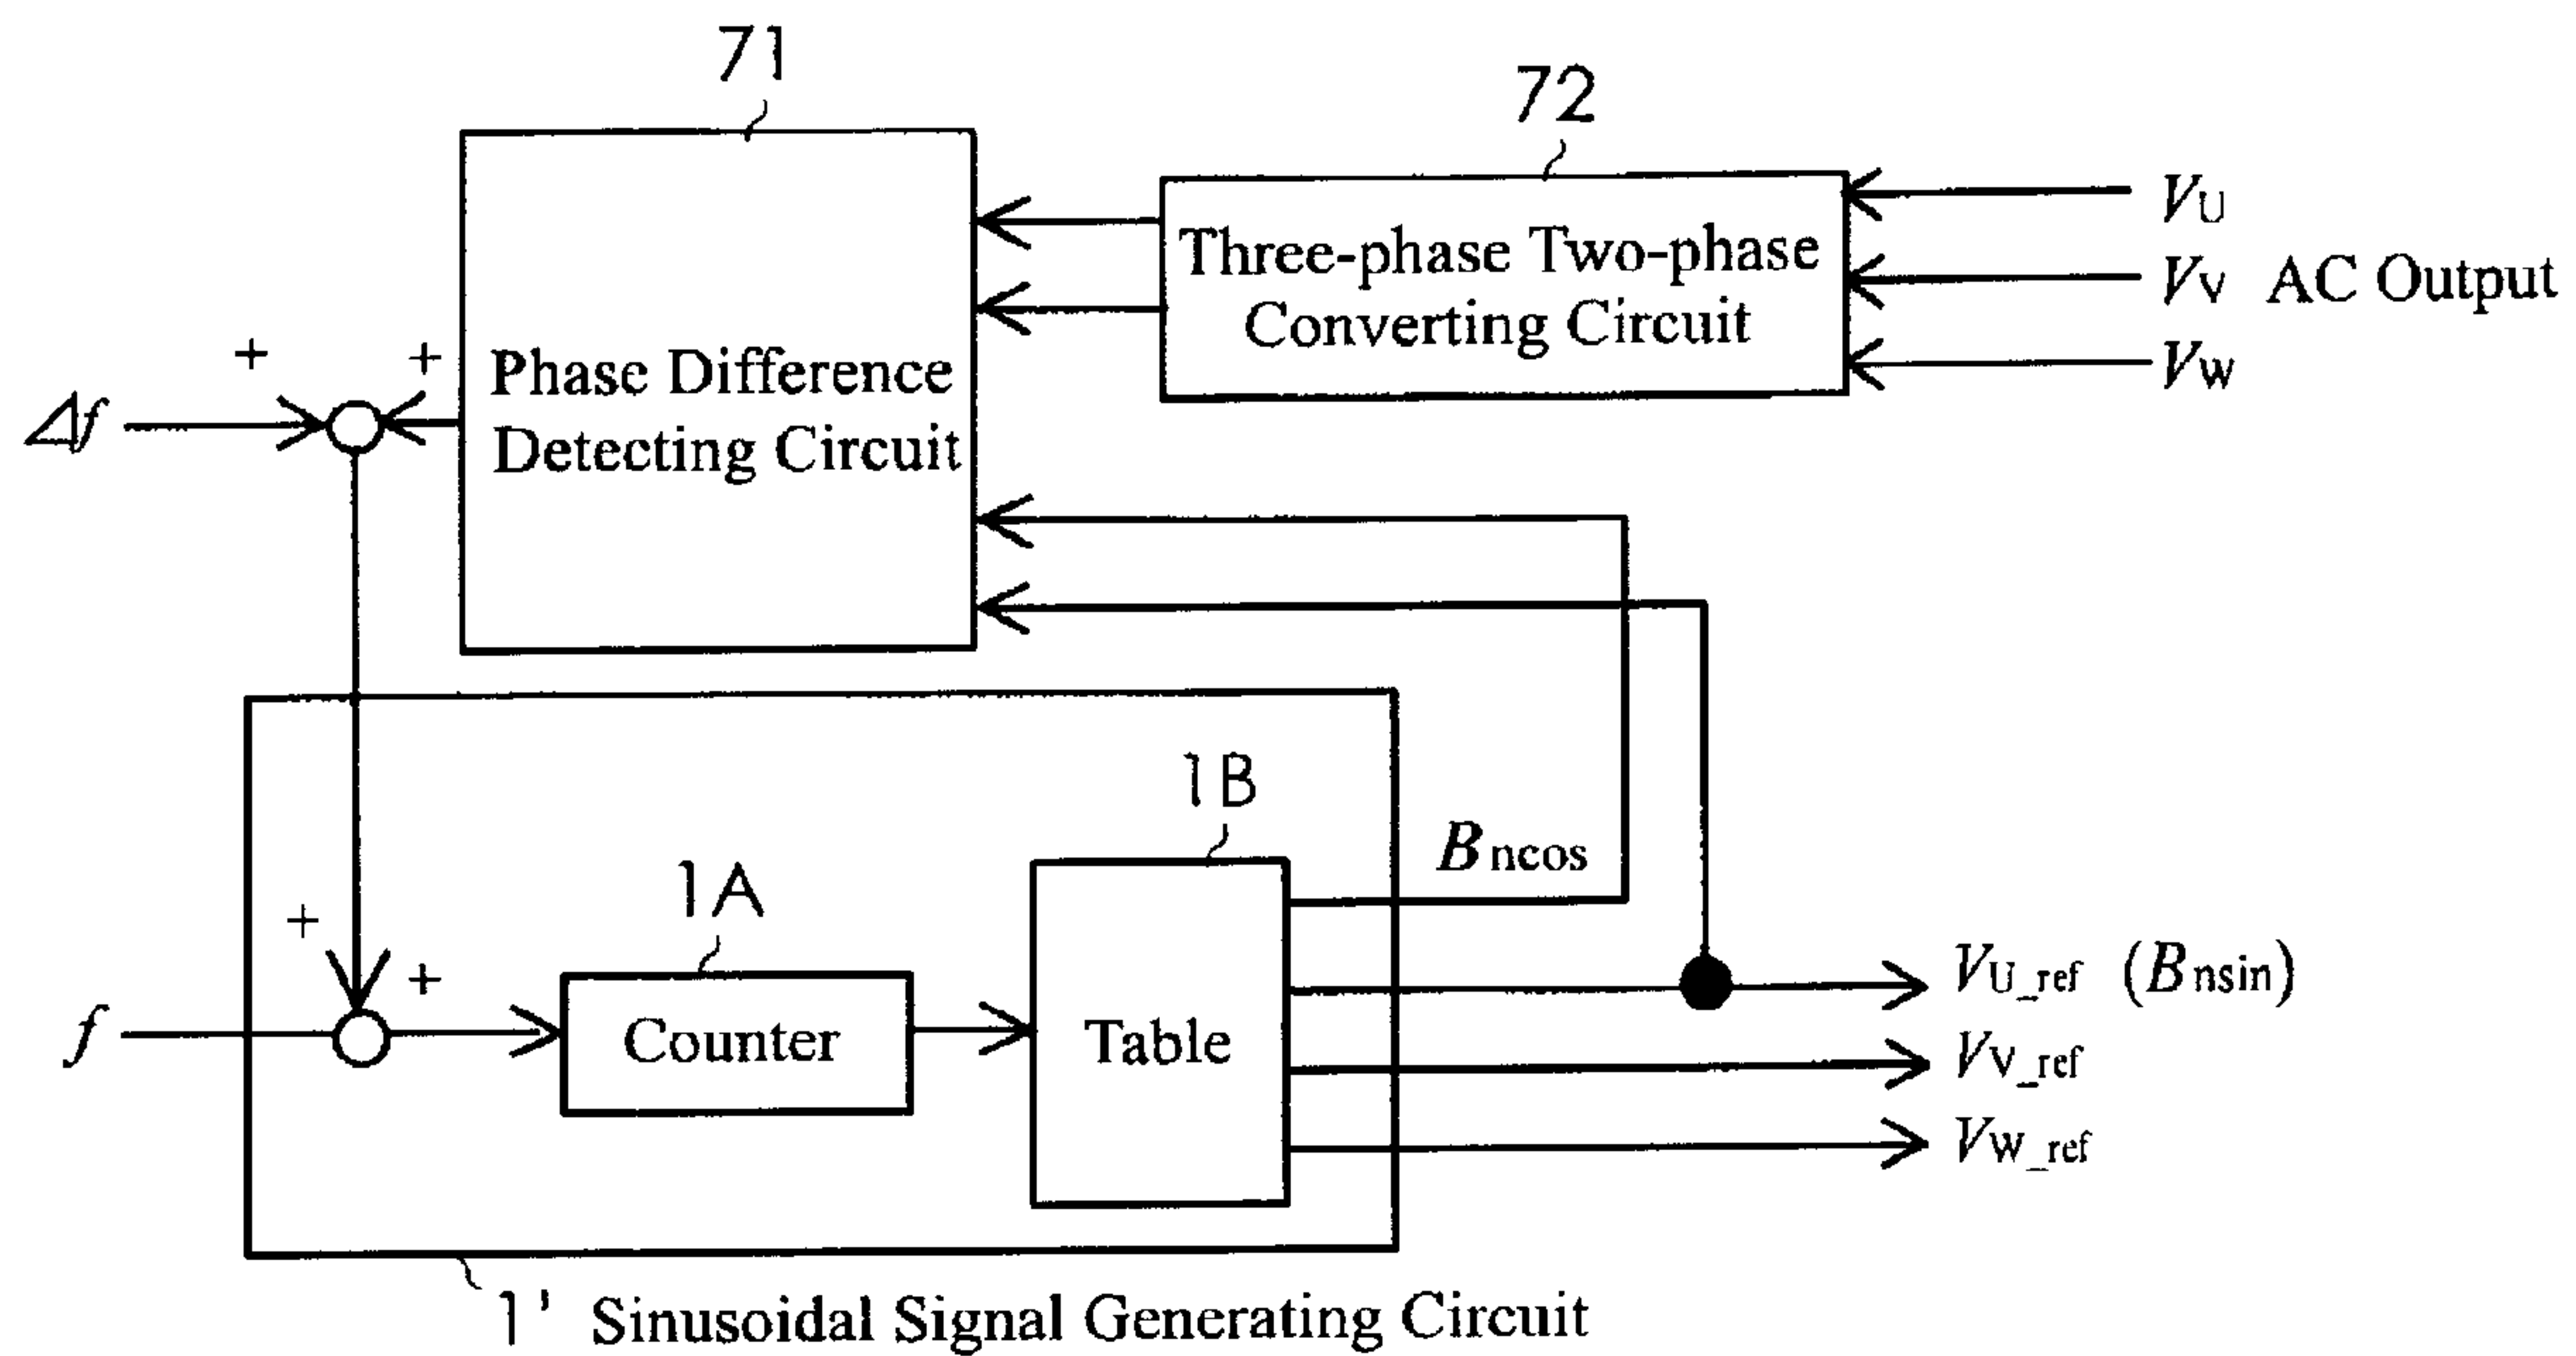 71
72
Three-phase Two-phase
Converting Circuit
VU
VV AC Output
VW
Phase Difference
Detecting Circuit
+
+
Δf
1B
Bncos
1A
+
+
f
Counter
Table
VU_ref (Bnsin)
VV_ref
VW_ref
1' Sinusoidal Signal Generating Circuit